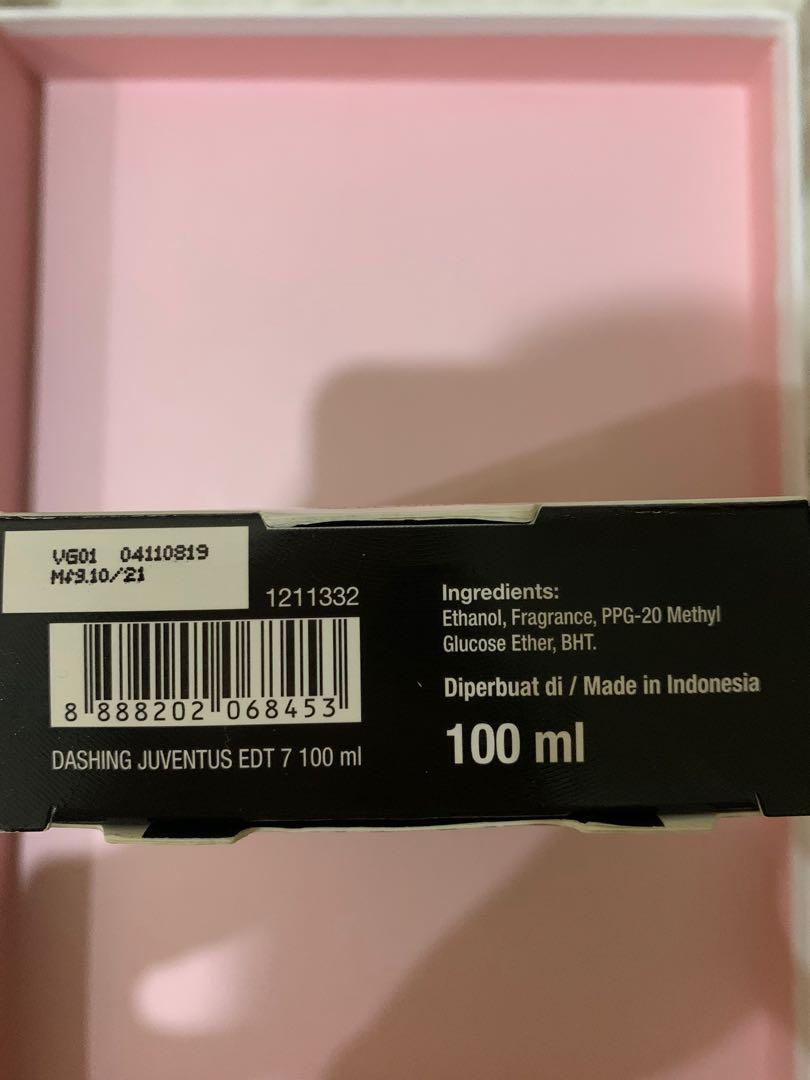 VG01 04110819
10/21
1211332
8 888202 068453
DASHING JUVENTUS EDT 7 100 ml
Ingredients:
Ethanol, Fragrance, PPG-20 Methyl
Glucose Ether, BHT.
Diperbuat di / Made in Indonesia
100 ml